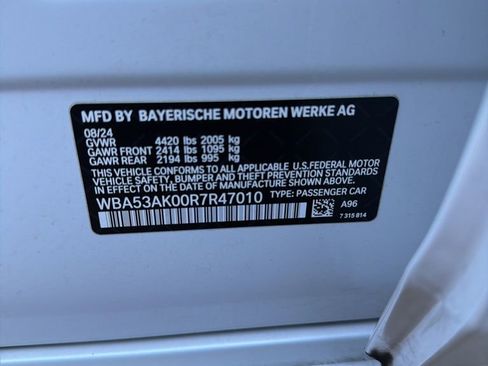 MFD BY BAYERISCHE MOTOREN WERKE AG
08/24
GVWR 4420 lbs 2005 kg
GAWR FRONT 2414 lbs 1095 kg
GAWR REAR 2194 lbs 995 kg
THIS VEHICLE CONFORMS TO ALL APPLICABLE U.S.FEDERAL MOTOR
VEHICLE SAFETY, BUMPER, AND THEFT PREVENTION STANDARDS
IN EFFECT ON THE DATE OF MANUFACTURE SHOWN ABOVE.
WBA53AK00R7R47010 TYPE: PASSENGER CAR
A96
7 315 814